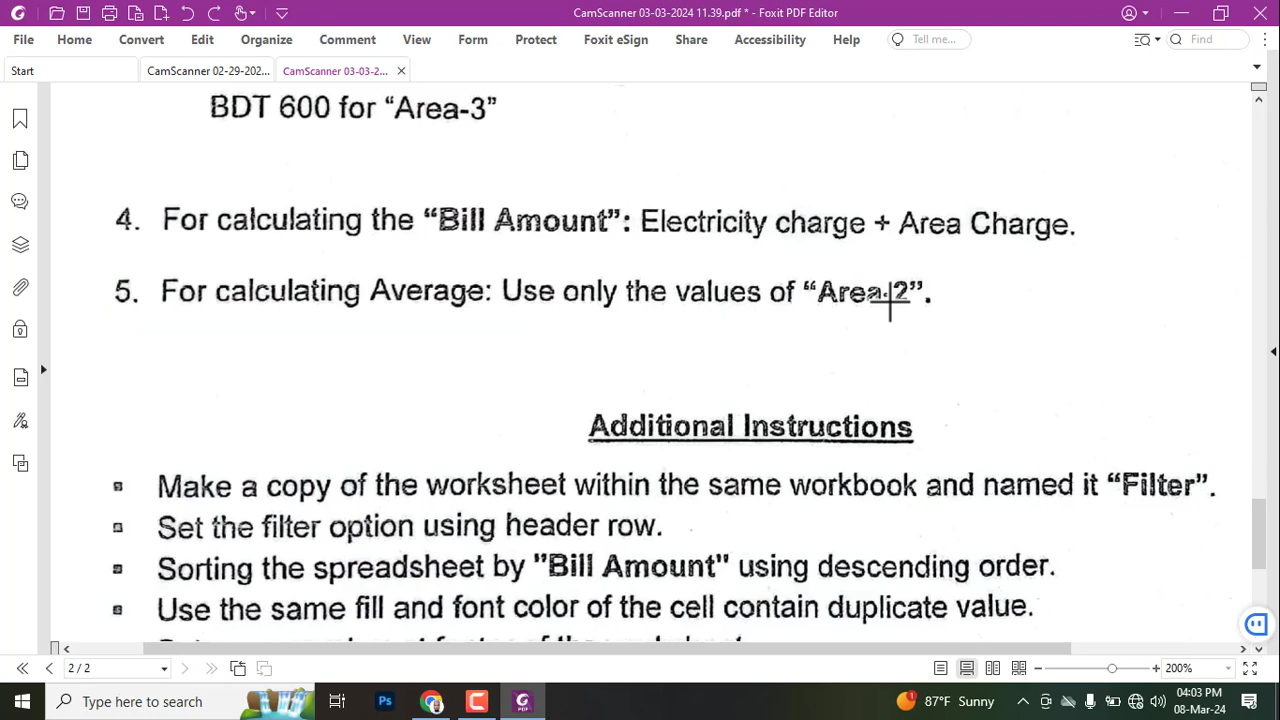 CamScanner 03-03-2024 11.39.pdf * - Foxit PDF Editor
File Home Convert Edit Organize Comment View Form Protect Foxit eSign Share Accessibility Help Tell me... Find
Start CamScanner 02-29-202... CamScanner 03-03-2...
BDT 600 for “Area-3”
4. For calculating the “Bill Amount”: Electricity charge + Area Charge.
5. For calculating Average: Use only the values of “Area-2”.
Additional Instructions
Make a copy of the worksheet within the same workbook and named it “Filter”.
Set the filter option using header row.
Sorting the spreadsheet by ”Bill Amount" using descending order.
Use the same fill and font color of the cell contain duplicate value.
2 / 2 200%
Type here to search Ps PDF 1 87°F Sunny 04:03 PM
08-Mar-24